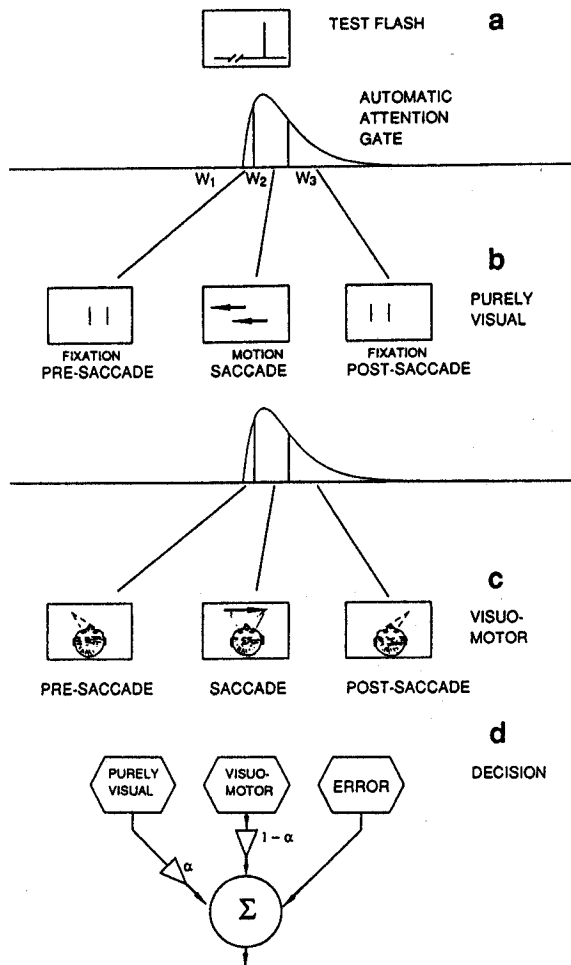 TEST FLASH
a
AUTOMATIC
ATTENTION
GATE
W1 W2 W3
b
PURELY
VISUAL
FIXATION
PRE-SACCADE
MOTION
SACCADE
FIXATION
POST-SACCADE
c
VISUO-
MOTOR
PRE-SACCADE
SACCADE
POST-SACCADE
d
DECISION
PURELY
VISUAL
VISUO-
MOTOR
ERROR
α
1 – α
Σ